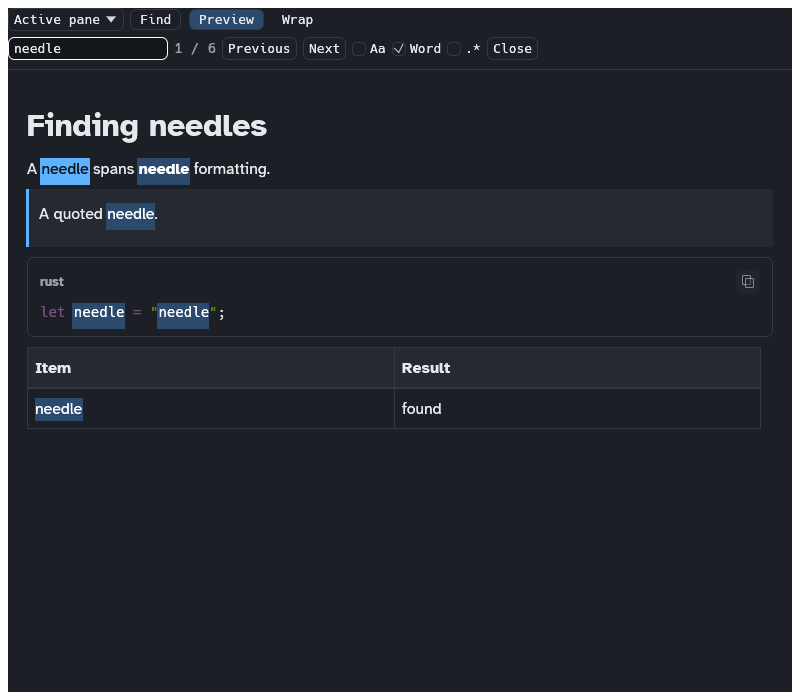 Active pane ▼ Find Preview Wrap
needle 1 / 6 Previous Next Aa Word .* Close
Finding needles
A needle spans needle formatting.
A quoted needle.
rust
let needle = "needle";
Item Result
needle found